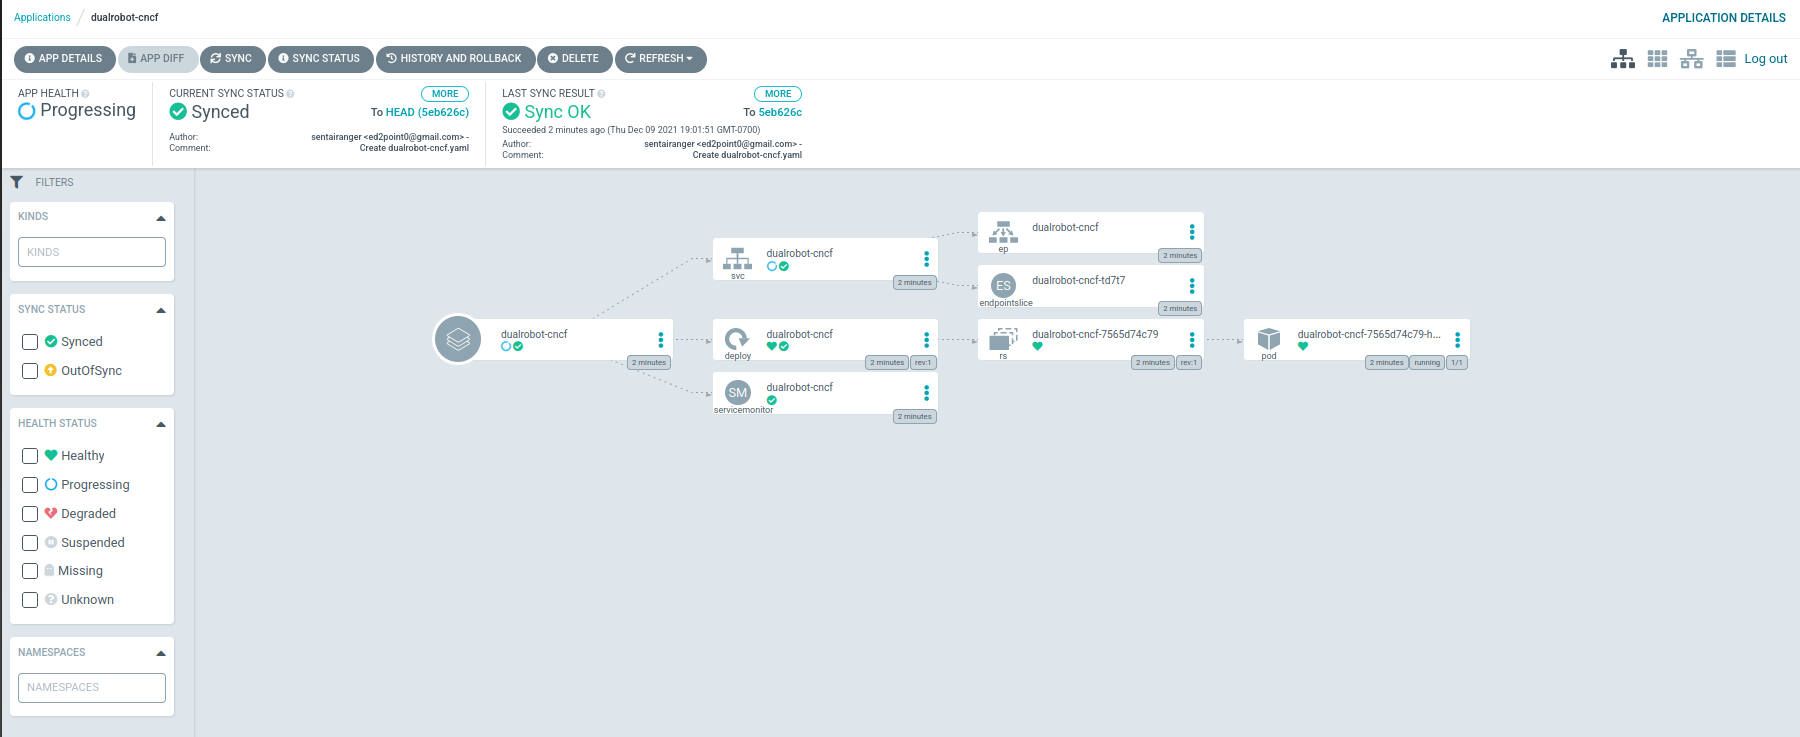 Applications / dualrobot-cncf
APPLICATION DETAILS
APP DETAILS
APP DIFF
SYNC
SYNC STATUS
HISTORY AND ROLLBACK
DELETE
REFRESH
Log out
APP HEALTH
Progressing
CURRENT SYNC STATUS
MORE
Synced
To HEAD (5eb626c)
Author: sentairanger <ed2point0@gmail.com> -
Comment: Create dualrobot-cncf.yaml
LAST SYNC RESULT
MORE
Sync OK
To 5eb626c
Succeeded 2 minutes ago (Thu Dec 09 2021 19:01:51 GMT-0700)
Author: sentairanger <ed2point0@gmail.com> -
Comment: Create dualrobot-cncf.yaml
FILTERS
KINDS
KINDS
SYNC STATUS
Synced
OutOfSync
HEALTH STATUS
Healthy
Progressing
Degraded
Suspended
Missing
Unknown
NAMESPACES
NAMESPACES
dualrobot-cncf
2 minutes
svc
dualrobot-cncf
2 minutes
deploy
dualrobot-cncf
2 minutes
rev:1
SM
servicemonitor
dualrobot-cncf
2 minutes
ep
dualrobot-cncf
2 minutes
ES
endpointslice
dualrobot-cncf-td7t7
2 minutes
rs
dualrobot-cncf-7565d74c79
2 minutes
rev:1
pod
dualrobot-cncf-7565d74c79-h...
2 minutes
running
1/1